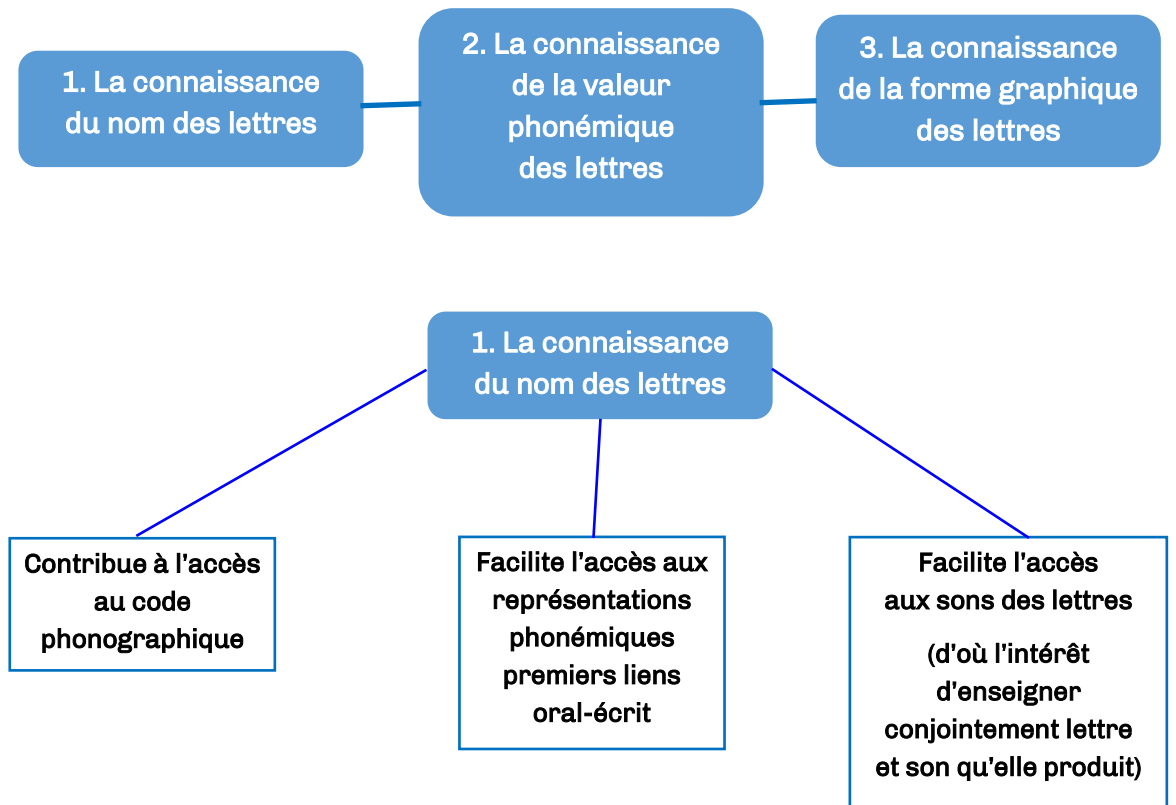 1. La connaissance
du nom des lettres
2. La connaissance
de la valeur
phonémique
des lettres
3. La connaissance
de la forme graphique
des lettres
1. La connaissance
du nom des lettres
Contribue à l'accès
au code
phonographique
Facilite l'accès aux
représentations
phonémiques
premiers liens
oral-écrit
Facilite l'accès
aux sons des lettres
(d'où l'intérêt
d'enseigner
conjointement lettre
et son qu'elle produit)